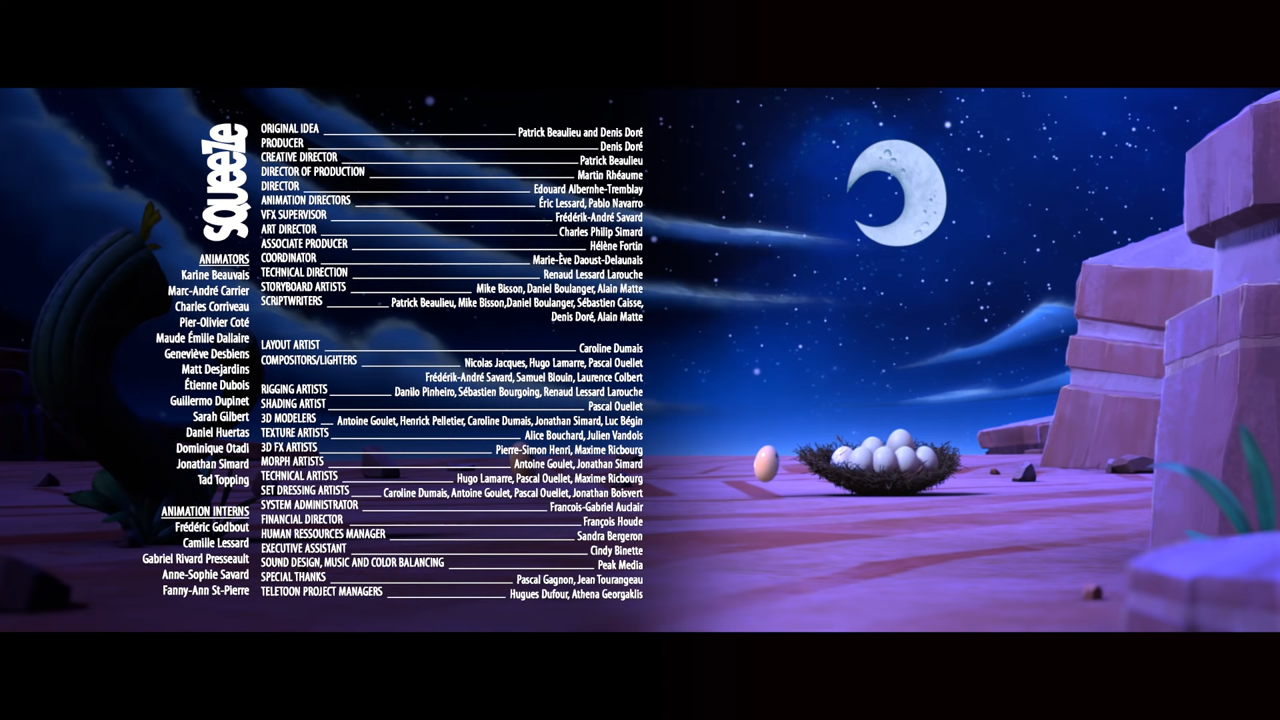 squeeze
ANIMATORS
Karine Beauvais
Marc-André Carrier
Charles Corriveau
Pier-Olivier Coté
Maude Émilie Dallaire
Geneviève Desbiens
Matt Desjardins
Étienne Dubois
Guillermo Dupinet
Sarah Gilbert
Daniel Huertas
Dominique Otadi
Jonathan Simard
Tad Topping
ANIMATION INTERNS
Frédéric Godbout
Camille Lessard
Gabriel Rivard Presseault
Anne-Sophie Savard
Fanny-Ann St-Pierre
ORIGINAL IDEA Patrick Beaulieu and Denis Doré
PRODUCER Denis Doré
CREATIVE DIRECTOR Patrick Beaulieu
DIRECTOR OF PRODUCTION Martin Rhéaume
DIRECTOR Edouard Albernhe-Tremblay
ANIMATION DIRECTORS Éric Lessard, Pablo Navarro
VFX SUPERVISOR Frédérik-André Savard
ART DIRECTOR Charles Philip Simard
ASSOCIATE PRODUCER Hélène Fortin
COORDINATOR Marie-Ève Daoust-Delaunais
TECHNICAL DIRECTION Renaud Lessard Larouche
STORYBOARD ARTISTS Mike Bisson, Daniel Boulanger, Alain Matte
SCRIPTWRITERS Patrick Beaulieu, Mike Bisson,Daniel Boulanger, Sébastien Caisse,
Denis Doré, Alain Matte
LAYOUT ARTIST Caroline Dumais
COMPOSITORS/LIGHTERS Nicolas Jacques, Hugo Lamarre, Pascal Ouellet
Frédérik-André Savard, Samuel Blouin, Laurence Colbert
RIGGING ARTISTS Danilo Pinheiro, Sébastien Bourgoing, Renaud Lessard Larouche
SHADING ARTIST Pascal Ouellet
3D MODELERS Antoine Goulet, Henrick Pelletier, Caroline Dumais, Jonathan Simard, Luc Bégin
TEXTURE ARTISTS Alice Bouchard, Julien Vandois
3D FX ARTISTS Pierre-Simon Henri, Maxime Ricbourg
MORPH ARTISTS Antoine Goulet, Jonathan Simard
TECHNICAL ARTISTS Hugo Lamarre, Pascal Ouellet, Maxime Ricbourg
SET DRESSING ARTISTS Caroline Dumais, Antoine Goulet, Pascal Ouellet, Jonathan Boisvert
SYSTEM ADMINISTRATOR Francois-Gabriel Auclair
FINANCIAL DIRECTOR François Houde
HUMAN RESSOURCES MANAGER Sandra Bergeron
EXECUTIVE ASSISTANT Cindy Binette
SOUND DESIGN, MUSIC AND COLOR BALANCING Peak Media
SPECIAL THANKS Pascal Gagnon, Jean Tourangeau
TELETOON PROJECT MANAGERS Hugues Dufour, Athena Georgaklis